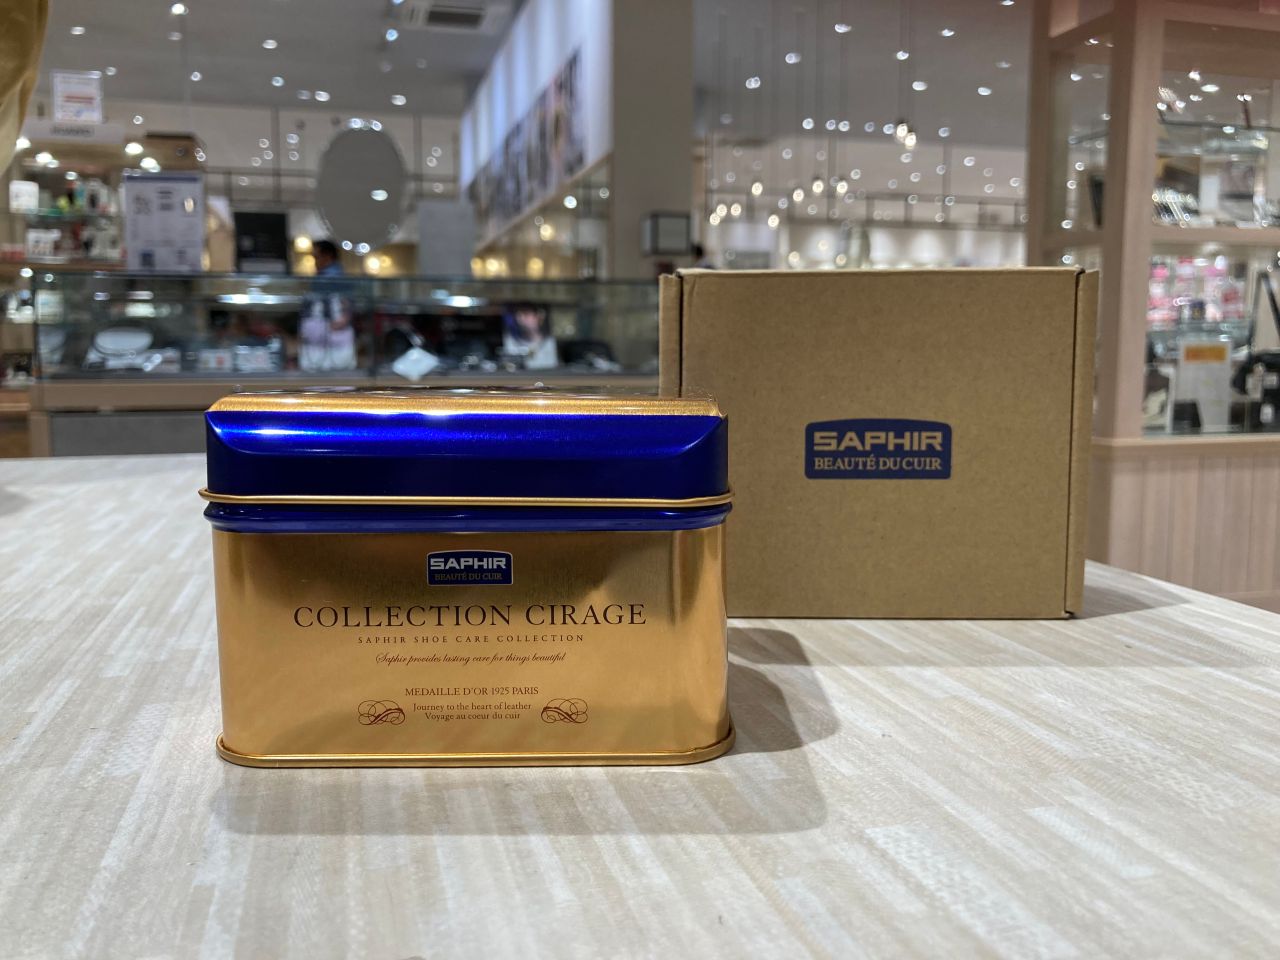 SAPHIR
BEAUTÉ DU CUIR
SAPHIR
BEAUTÉ DU CUIR
COLLECTION CIRAGE
SAPHIR SHOE CARE COLLECTION
Saphir provides lasting care for things beautiful
MEDAILLE D'OR 1925 PARIS
Journey to the heart of leather
Voyage au coeur du cuir